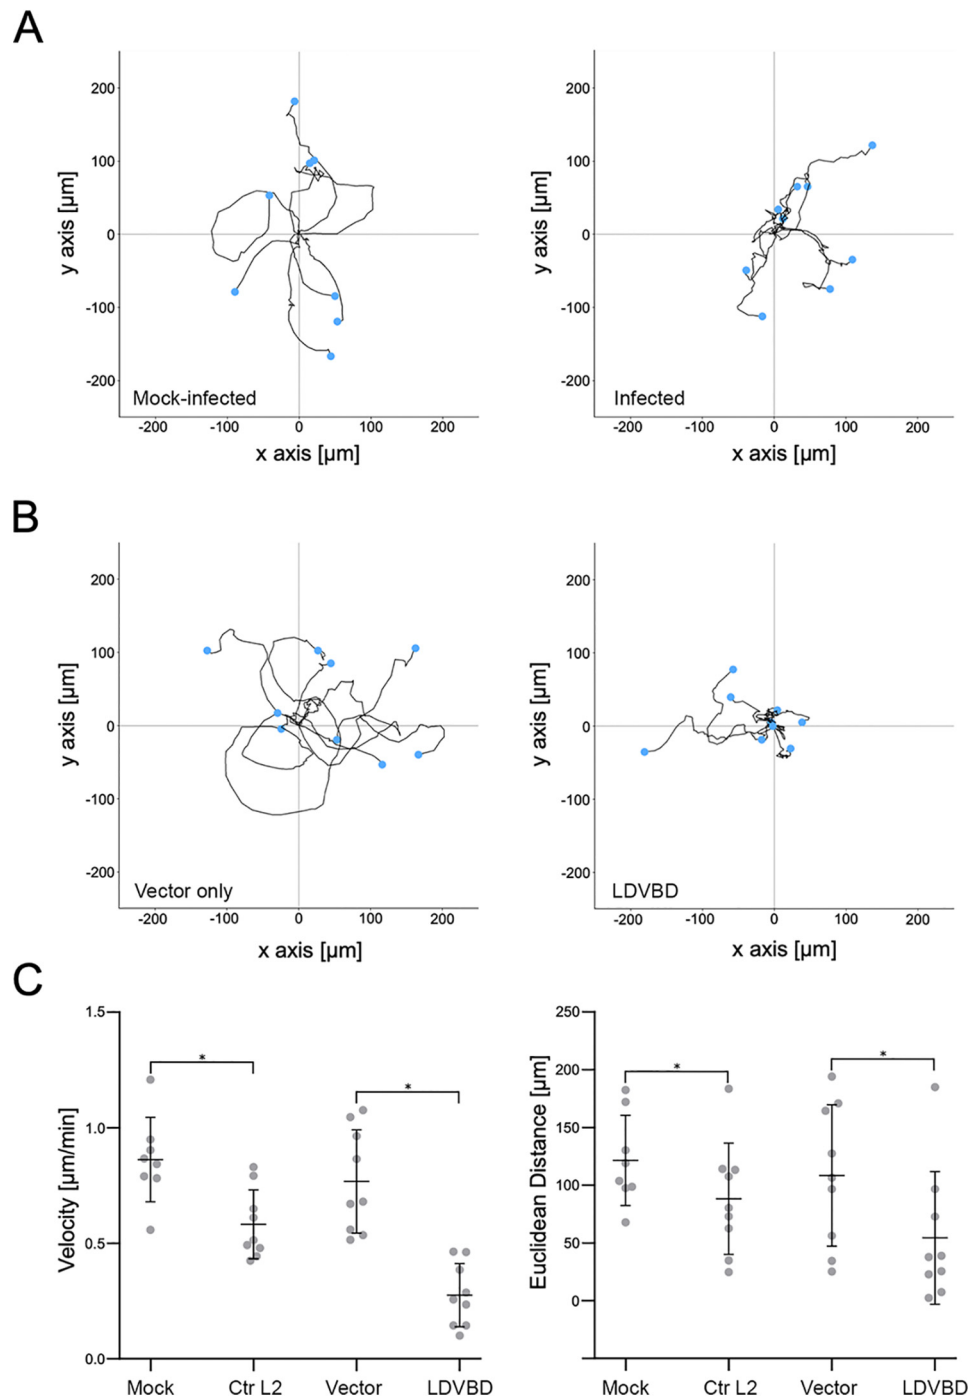 A
y axis [µm]
200
100
0
-100
-200
Mock-infected
-200 -100 0 100 200
x axis [µm]
y axis [µm]
200
100
0
-100
-200
Infected
-200 -100 0 100 200
x axis [µm]
B
y axis [µm]
200
100
0
-100
-200
Vector only
-200 -100 0 100 200
x axis [µm]
y axis [µm]
200
100
0
-100
-200
LDVBD
-200 -100 0 100 200
x axis [µm]
C
Velocity [µm/min]
1.5
1.0
0.5
0.0
*
*
Mock Ctr L2 Vector LDVBD
Euclidean Distance [µm]
250
200
150
100
50
0
*
*
Mock Ctr L2 Vector LDVBD